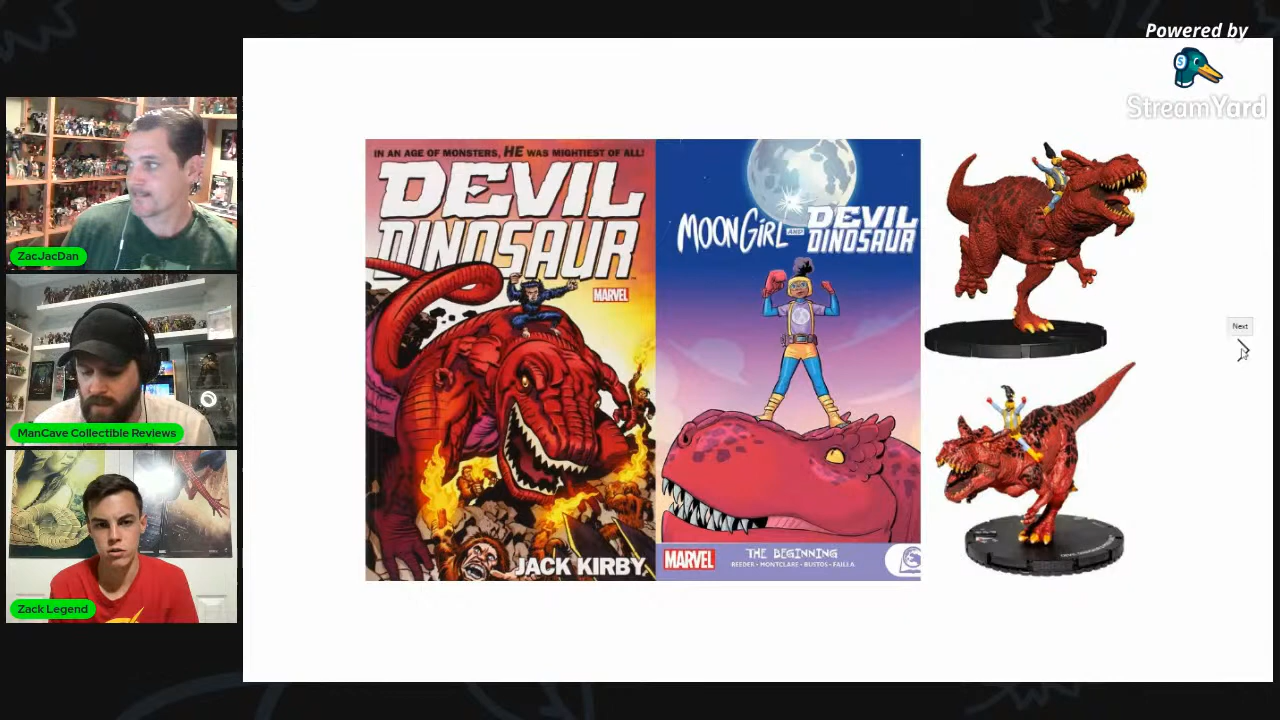 Powered by
StreamYard
ZacJacDan
ManCave Collectible Reviews
Zack Legend
IN AN AGE OF MONSTERS, HE WAS MIGHTIEST OF ALL!
DEVIL
DINOSAUR
MARVEL
JACK KIRBY
MOON GIRL AND DEVIL
DINOSAUR
MARVEL
THE BEGINNING
REEDER • MONTCLARE • BUSTOS • FAILLA
Next